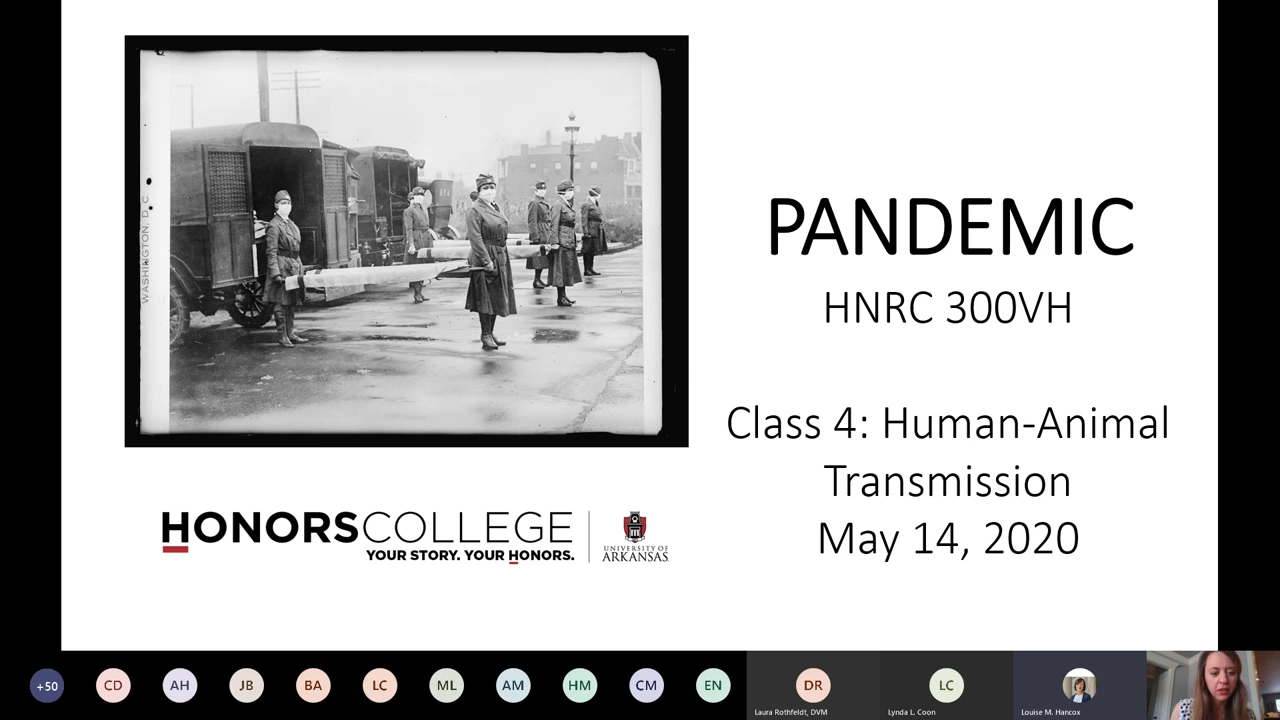 WASHINGTON, D.C.
PANDEMIC
HNRC 300VH
Class 4: Human-Animal
Transmission
May 14, 2020
HONORSCOLLEGE
YOUR STORY. YOUR HONORS.
UNIVERSITY OF
ARKANSAS
+50
CD
AH
JB
BA
LC
ML
AM
HM
CM
EN
DR
Laura Rothfeldt, DVM
LC
Lynda L. Coon
Louise M. Hancox